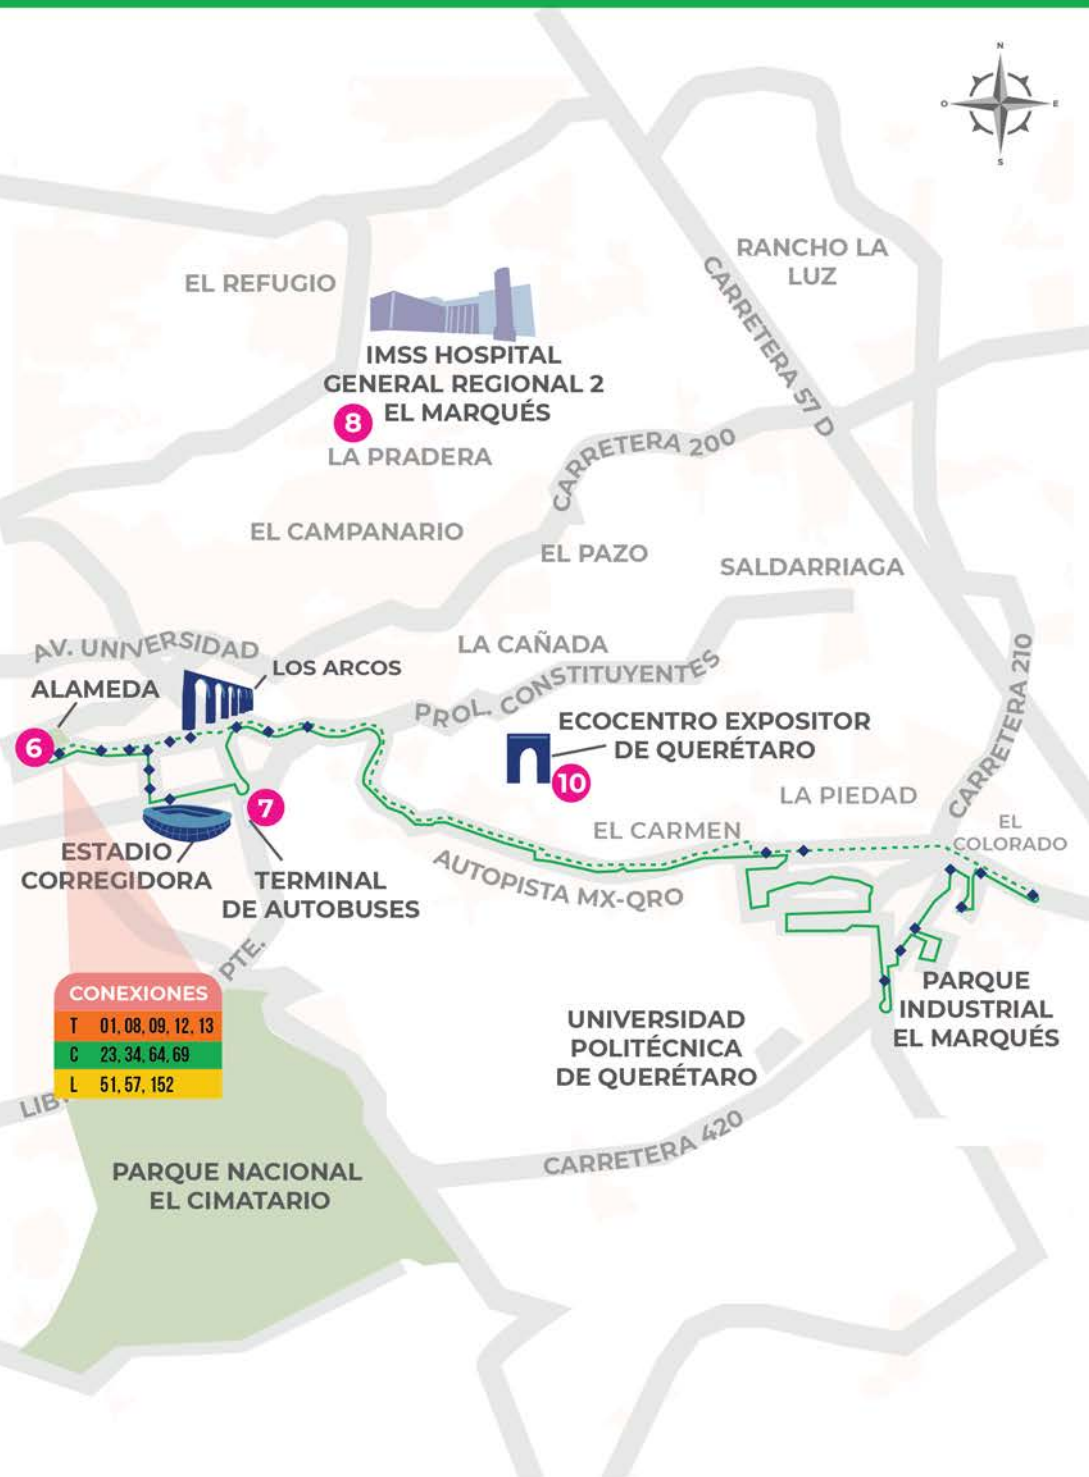 N
O
E
S
RANCHO LA
LUZ
CARRETERA 57 D
EL REFUGIO
IMSS HOSPITAL
GENERAL REGIONAL 2
EL MARQUÉS
8
LA PRADERA
CARRETERA 200
EL CAMPANARIO
EL PAZO
SALDARRIAGA
AV. UNIVERSIDAD
LA CAÑADA
LOS ARCOS
ALAMEDA
PROL. CONSTITUYENTES
CARRETERA 210
6
ECOCENTRO EXPOSITOR
DE QUERÉTARO
10
7
LA PIEDAD
EL CARMEN
EL
COLORADO
ESTADIO
CORREGIDORA
TERMINAL
DE AUTOBUSES
AUTOPISTA MX-QRO
PTE.
PARQUE
INDUSTRIAL
EL MARQUÉS
CONEXIONES
T 01, 08, 09, 12, 13
C 23, 34, 64, 69
L 51, 57, 152
LIB
UNIVERSIDAD
POLITÉCNICA
DE QUERÉTARO
CARRETERA 420
PARQUE NACIONAL
EL CIMATARIO